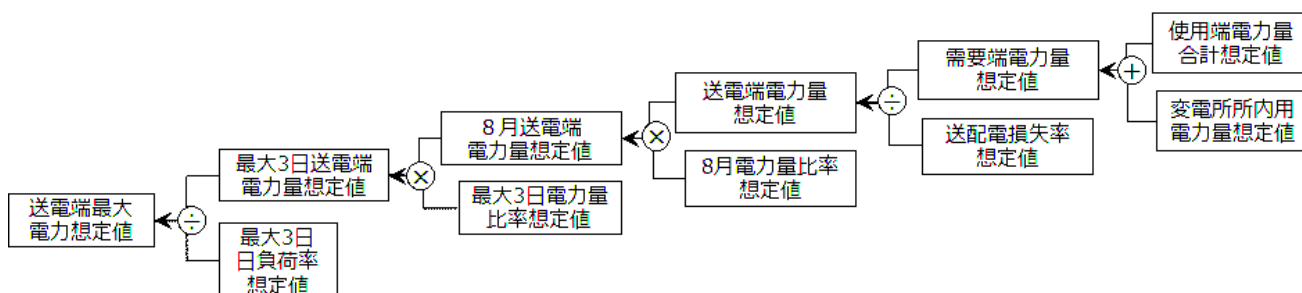 使用端電力量
合計想定値
+
変電所所内用
電力量想定値
需要端電力量
想定値
÷
送配電損失率
想定値
送電端電力量
想定値
×
8月電力量比率
想定値
８月送電端
電力量想定値
×
最大3日電力量
比率想定値
最大3日送電端
電力量想定値
÷
最大3日
日負荷率
想定値
送電端最大
電力想定値